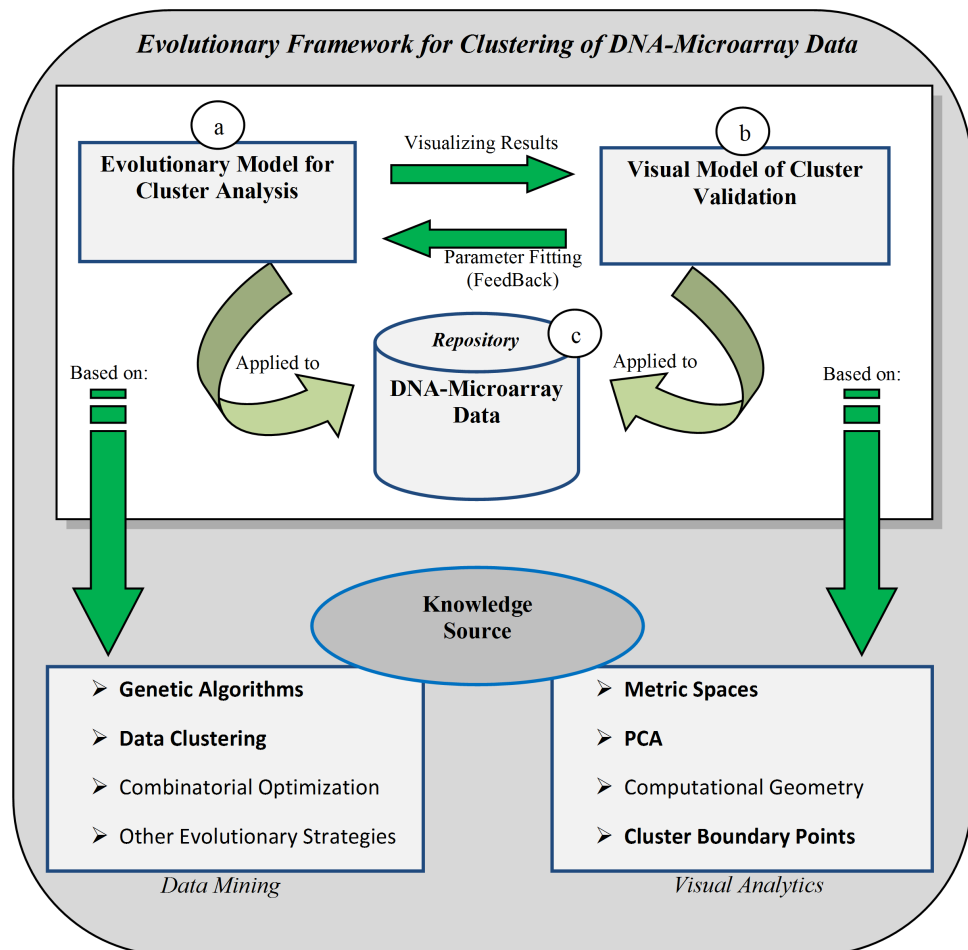 Evolutionary Framework for Clustering of DNA-Microarray Data
a
Evolutionary Model for
Cluster Analysis
Visualizing Results
b
Visual Model of Cluster
Validation
Parameter Fitting
(FeedBack)
Based on:
Applied to
Repository
c
DNA-Microarray
Data
Applied to
Based on:
Knowledge
Source
➢ Genetic Algorithms
➢ Data Clustering
➢ Combinatorial Optimization
➢ Other Evolutionary Strategies
Data Mining
➢ Metric Spaces
➢ PCA
➢ Computational Geometry
➢ Cluster Boundary Points
Visual Analytics